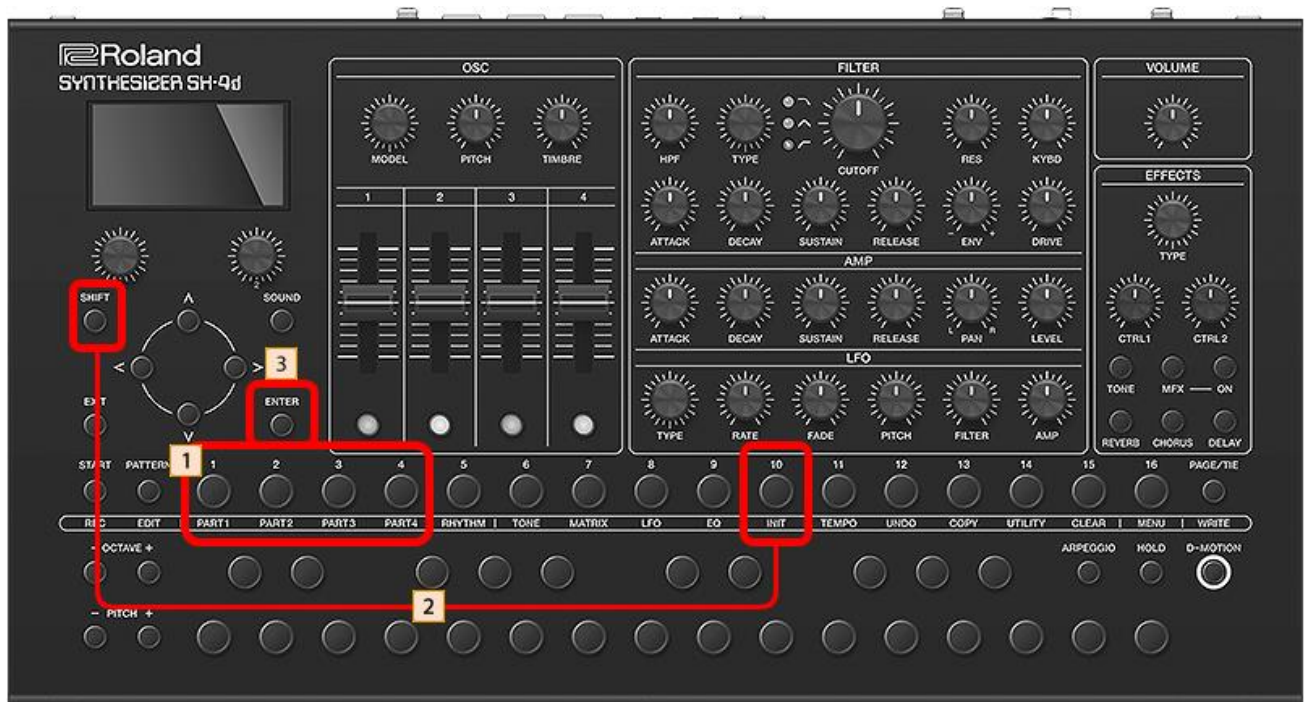 Roland
SYNTHESIZER SH-4d
OSC
FILTER
VOLUME
MODEL PITCH TIMBRE
HPF TYPE CUTOFF RES KYBD
EFFECTS
1 2 3 4
ATTACK DECAY SUSTAIN RELEASE - ENV + DRIVE
TYPE
AMP
2
SHIFT SOUND
ATTACK DECAY SUSTAIN RELEASE L PAN R LEVEL
CTRL1 CTRL2
LFO
3
TONE MFX ON
EXIT ENTER
TYPE RATE FADE PITCH FILTER AMP
REVERB CHORUS DELAY
START PATTERN 1 1 2 3 4 5 6 7 8 9 10 11 12 13 14 15 16 PAGE/TIE
REC EDIT PART1 PART2 PART3 PART4 RHYTHM | TONE MATRIX LFO EQ INIT TEMPO UNDO COPY UTILITY CLEAR | MENU | WRITE
- OCTAVE + ARPEGGIO HOLD D-MOTION
2
- PITCH +